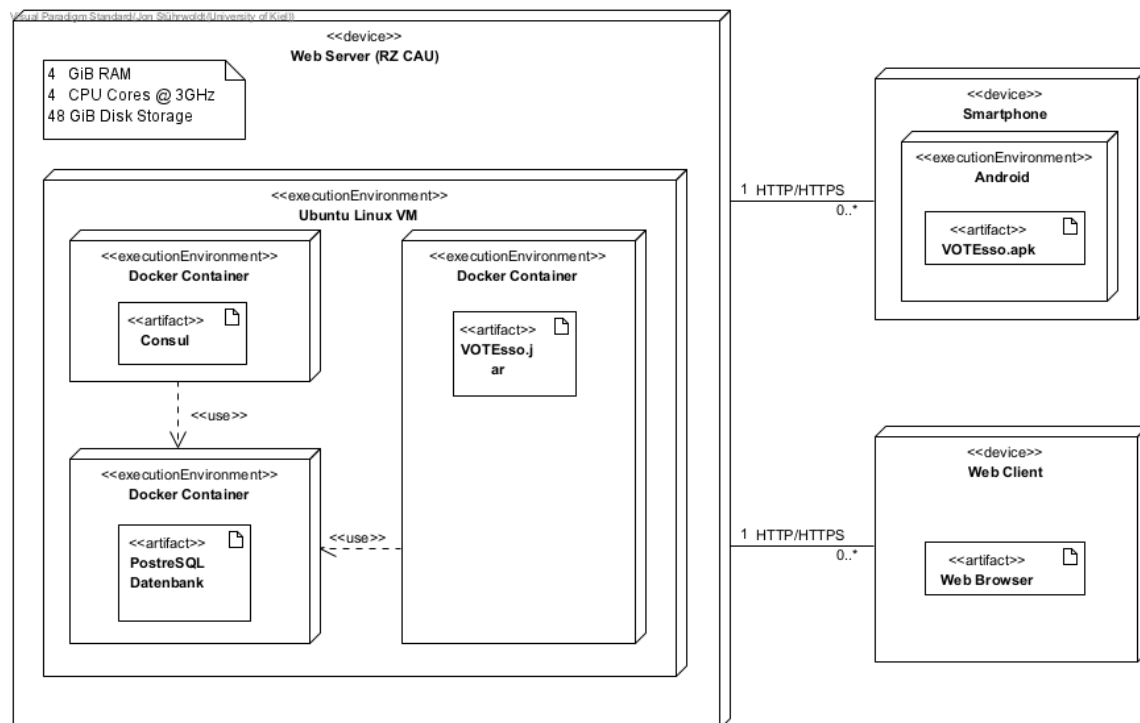 Visual Paradigm Standard(Jon Stührwoldt(University of Kiel))
<<device>>
Web Server (RZ CAU)
4 GiB RAM
4 CPU Cores @ 3GHz
48 GiB Disk Storage
<<executionEnvironment>>
Ubuntu Linux VM
<<executionEnvironment>>
Docker Container
<<artifact>>
Consul
<<use>>
<<executionEnvironment>>
Docker Container
<<artifact>>
PostreSQL
Datenbank
<<use>>
<<executionEnvironment>>
Docker Container
<<artifact>>
VOTEsso.j
ar
1 HTTP/HTTPS
0..*
<<device>>
Smartphone
<<executionEnvironment>>
Android
<<artifact>>
VOTEsso.apk
1 HTTP/HTTPS
0..*
<<device>>
Web Client
<<artifact>>
Web Browser